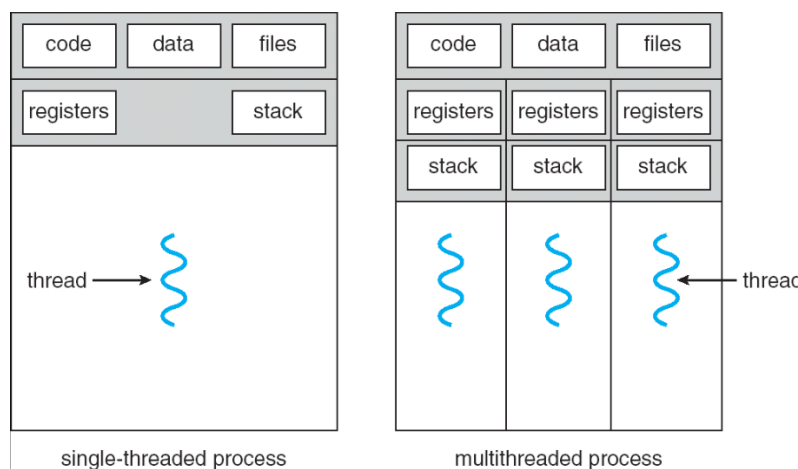 code data files code data files
registers stack registers registers registers
stack stack stack
thread thread
single-threaded process multithreaded process